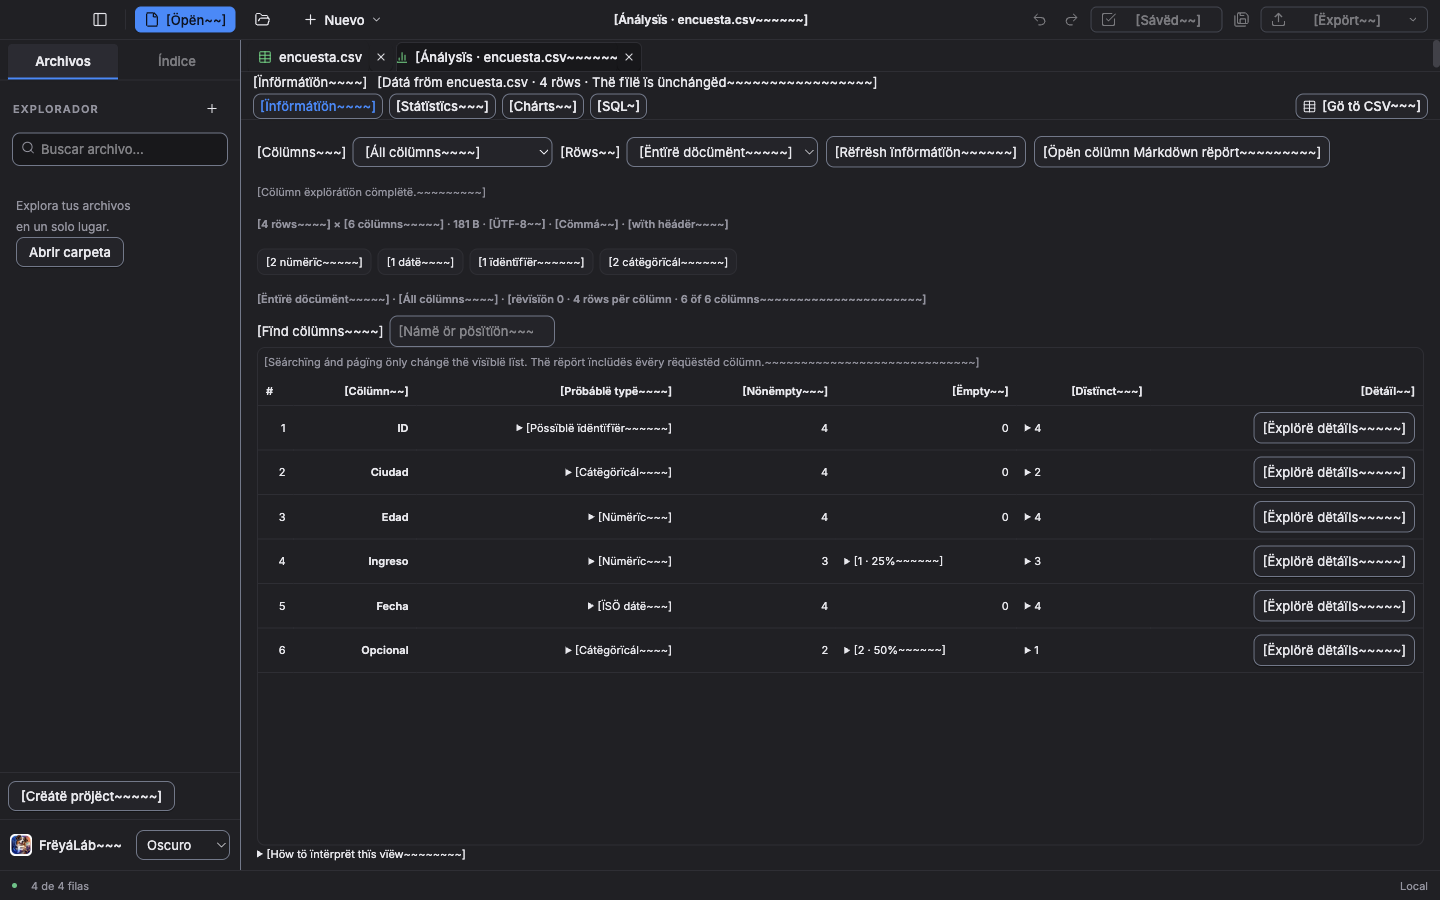 [Öpën~~]
Nuevo
[Ánálysïs · encuesta.csv~~~~~~]
[Sávëd~~]
[Ëxpört~~]
Archivos
Índice
encuesta.csv
[Ánálysïs · encuesta.csv~~~~~~
[Ïnförmátïön~~~~] [Dátá fröm encuesta.csv · 4 röws · Thë fïlë ïs ünchángëd~~~~~~~~~~~~~~~~~]
[Ïnförmátïön~~~~] [Státïstïcs~~~] [Chárts~~] [SQL~] [Gö tö CSV~~~]
EXPLORADOR
Buscar archivo...
Explora tus archivos
en un solo lugar.
Abrir carpeta
[Cölümns~~~] [Áll cölümns~~~~] [Röws~~] [Ëntïrë döcümënt~~~~~] [Rëfrësh ïnförmátïön~~~~~~] [Öpën cölümn Márkdöwn rëpört~~~~~~~~~]
[Cölümn ëxplörátïön cömplëtë.~~~~~~~~~]
[4 röws~~~~] × [6 cölümns~~~~~] · 181 B · [ÜTF-8~~] · [Cömmá~~] · [wïth hëádër~~~~]
[2 nümërïc~~~~~] [1 dátë~~~~] [1 ïdëntïfïër~~~~~~] [2 cátëgörïcál~~~~~~]
[Ëntïrë döcümënt~~~~~] · [Áll cölümns~~~~] · [rëvïsïön 0 · 4 röws për cölümn · 6 öf 6 cölümns~~~~~~~~~~~~~~~~~~~~~~]
[Fïnd cölümns~~~~] [Námë ör pösïtïön~~~
[Sëárchïng ánd págïng önly chángë thë vïsïblë lïst. Thë rëpört ïnclüdës ëvëry rëqüëstëd cölümn.~~~~~~~~~~~~~~~~~~~~~~~~~~~~~]
# [Cölümn~~] [Pröbáblë typë~~~~] [Nönëmpty~~~] [Ëmpty~~] [Dïstïnct~~~] [Dëtáïl~~]
1 ID [Pössïblë ïdëntïfïër~~~~~~] 4 0 4 [Ëxplörë dëtáïls~~~~~]
2 Ciudad [Cátëgörïcál~~~~] 4 0 2 [Ëxplörë dëtáïls~~~~~]
3 Edad [Nümërïc~~~] 4 0 4 [Ëxplörë dëtáïls~~~~~]
4 Ingreso [Nümërïc~~~] 3 [1 · 25%~~~~~~] 3 [Ëxplörë dëtáïls~~~~~]
5 Fecha [ÏSÖ dátë~~~] 4 0 4 [Ëxplörë dëtáïls~~~~~]
6 Opcional [Cátëgörïcál~~~~] 2 [2 · 50%~~~~~~] 1 [Ëxplörë dëtáïls~~~~~]
[Höw tö ïntërprët thïs vïëw~~~~~~~~]
[Crëátë pröjëct~~~~~]
FrëyáLáb~~~
Oscuro
4 de 4 filas
Local